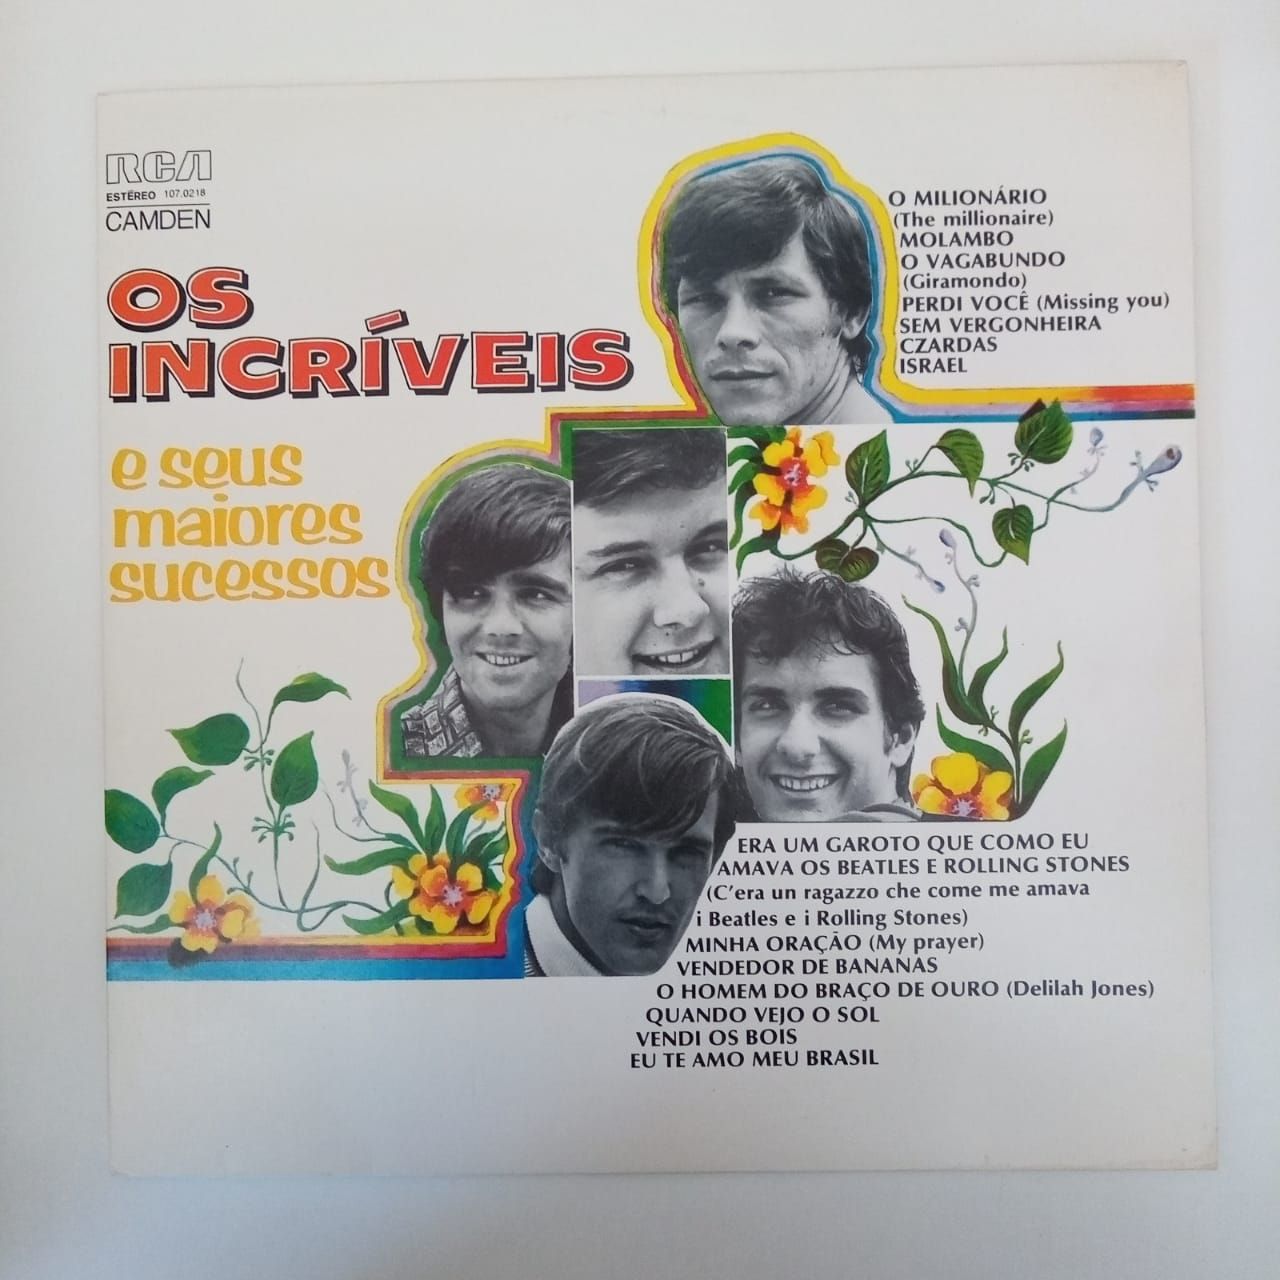 RCA
ESTÉREO 107.0218
CAMDEN
OS
INCRÍVEIS
e seus
maiores
sucessos
O MILIONÁRIO
(The millionaire)
MOLAMBO
O VAGABUNDO
(Giramondo)
PERDI VOCÊ (Missing you)
SEM VERGONHEIRA
CZARDAS
ISRAEL
ERA UM GAROTO QUE COMO EU
AMAVA OS BEATLES E ROLLING STONES
(C'era un ragazzo che come me amava
i Beatles e i Rolling Stones)
MINHA ORAÇÃO (My prayer)
VENDEDOR DE BANANAS
O HOMEM DO BRAÇO DE OURO (Delilah Jones)
QUANDO VEJO O SOL
VENDI OS BOIS
EU TE AMO MEU BRASIL